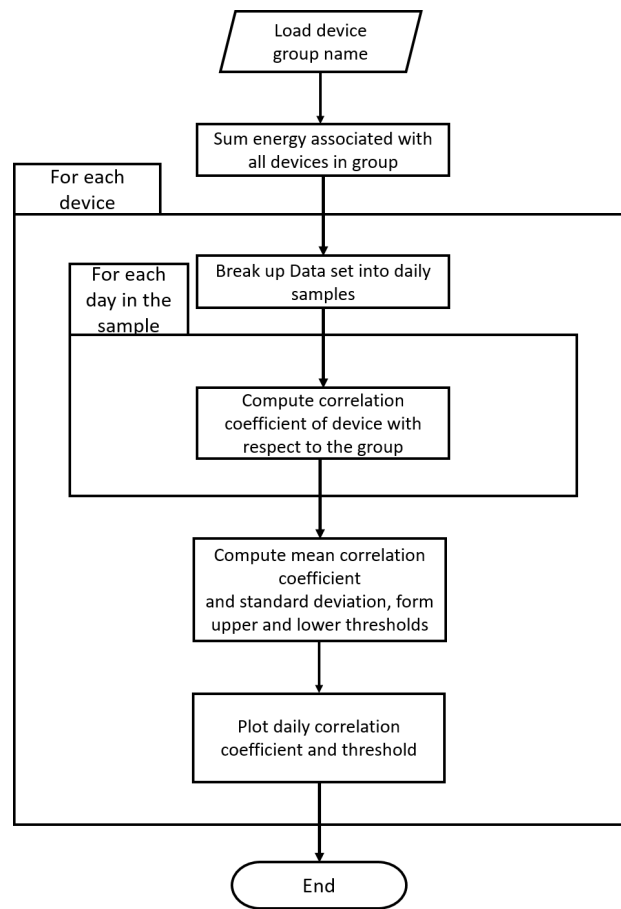 Load device
group name
Sum energy associated with
all devices in group
For each
device
Break up Data set into daily
samples
For each
day in the
sample
Compute correlation
coefficient of device with
respect to the group
Compute mean correlation
coefficient
and standard deviation, form
upper and lower thresholds
Plot daily correlation
coefficient and threshold
End